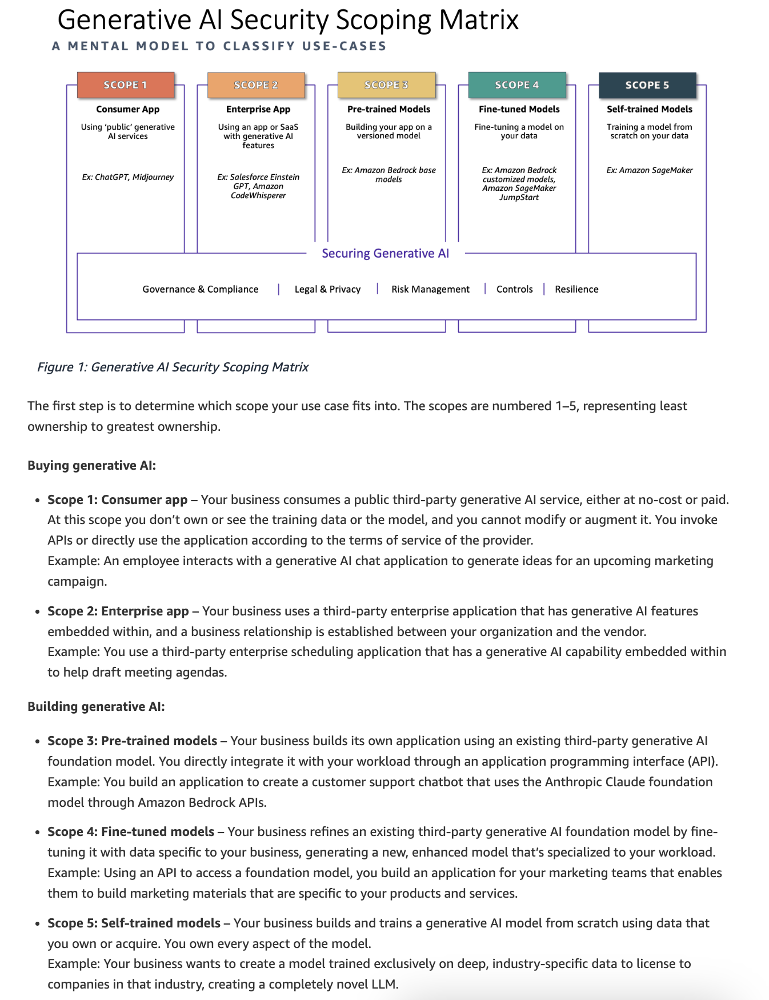 Generative AI Security Scoping Matrix
A MENTAL MODEL TO CLASSIFY USE-CASES
SCOPE 1
Consumer App
Using ‘public’ generative
AI services
Ex: ChatGPT, Midjourney
SCOPE 2
Enterprise App
Using an app or SaaS
with generative AI
features
Ex: Salesforce Einstein
GPT, Amazon
CodeWhisperer
SCOPE 3
Pre-trained Models
Building your app on a
versioned model
Ex: Amazon Bedrock base
models
SCOPE 4
Fine-tuned Models
Fine-tuning a model on
your data
Ex: Amazon Bedrock
customized models,
Amazon SageMaker
JumpStart
SCOPE 5
Self-trained Models
Training a model from
scratch on your data
Ex: Amazon SageMaker
Securing Generative AI
Governance & Compliance | Legal & Privacy | Risk Management | Controls | Resilience
Figure 1: Generative AI Security Scoping Matrix
The first step is to determine which scope your use case fits into. The scopes are numbered 1–5, representing least
ownership to greatest ownership.
Buying generative AI:
• Scope 1: Consumer app – Your business consumes a public third-party generative AI service, either at no-cost or paid.
At this scope you don’t own or see the training data or the model, and you cannot modify or augment it. You invoke
APIs or directly use the application according to the terms of service of the provider.
Example: An employee interacts with a generative AI chat application to generate ideas for an upcoming marketing
campaign.
• Scope 2: Enterprise app – Your business uses a third-party enterprise application that has generative AI features
embedded within, and a business relationship is established between your organization and the vendor.
Example: You use a third-party enterprise scheduling application that has a generative AI capability embedded within
to help draft meeting agendas.
Building generative AI:
• Scope 3: Pre-trained models – Your business builds its own application using an existing third-party generative AI
foundation model. You directly integrate it with your workload through an application programming interface (API).
Example: You build an application to create a customer support chatbot that uses the Anthropic Claude foundation
model through Amazon Bedrock APIs.
• Scope 4: Fine-tuned models – Your business refines an existing third-party generative AI foundation model by fine-
tuning it with data specific to your business, generating a new, enhanced model that’s specialized to your workload.
Example: Using an API to access a foundation model, you build an application for your marketing teams that enables
them to build marketing materials that are specific to your products and services.
• Scope 5: Self-trained models – Your business builds and trains a generative AI model from scratch using data that
you own or acquire. You own every aspect of the model.
Example: Your business wants to create a model trained exclusively on deep, industry-specific data to license to
companies in that industry, creating a completely novel LLM.